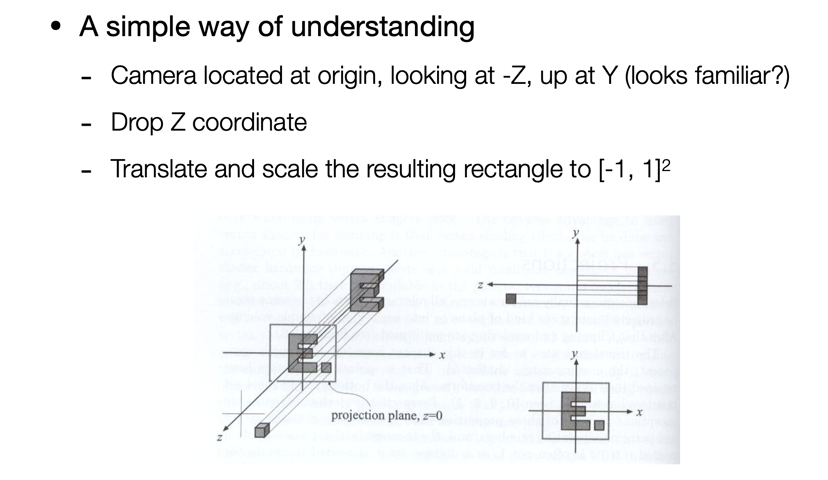 • A simple way of understanding
- Camera located at origin, looking at -Z, up at Y (looks familiar?)
- Drop Z coordinate
- Translate and scale the resulting rectangle to [-1, 1]²
y
x
z
projection plane, z=0
y
z
y
x